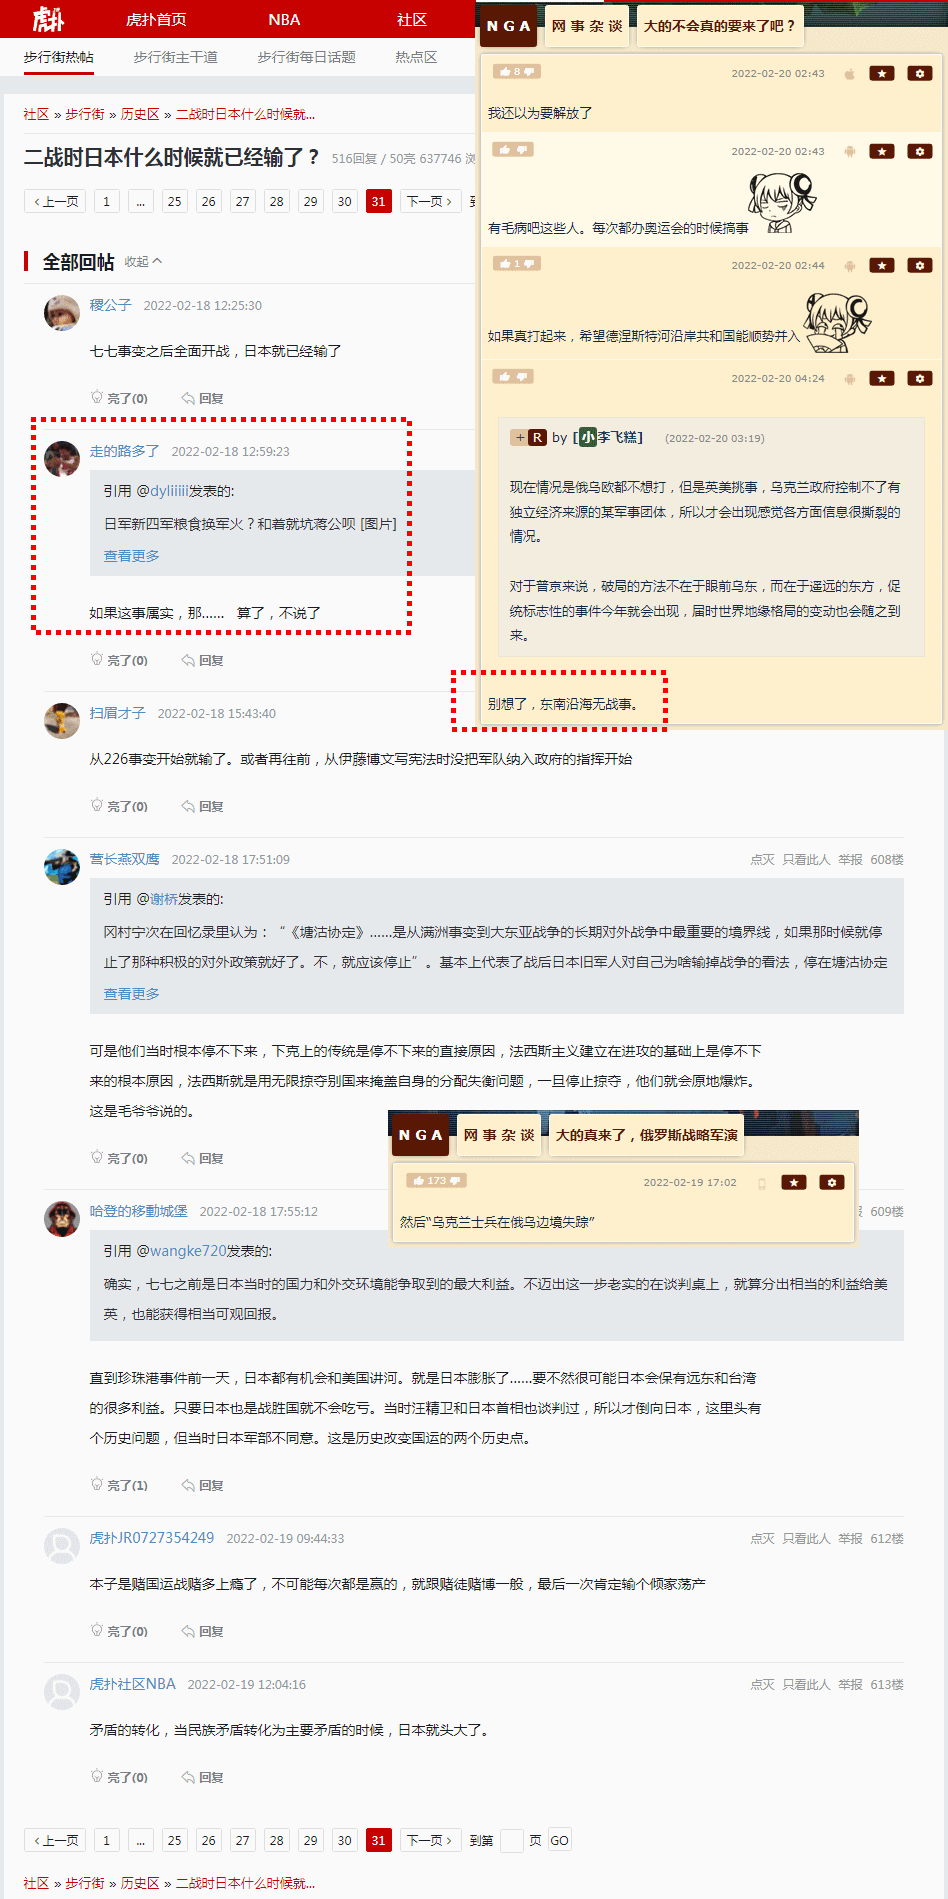 虎扑
虎扑首页
NBA
社区
步行街热帖
步行街主干道
步行街每日话题
热点区
社区 » 步行街 » 历史区 » 二战时日本什么时候就...
二战时日本什么时候就已经输了？ 516回复 / 50亮 637746
‹ 上一页 1 ... 25 26 27 28 29 30 31 下一页 ›
全部回帖 收起
稷公子 2022-02-18 12:25:30
七七事变之后全面开战，日本就已经输了
亮了(0) 回复
走的路多了 2022-02-18 12:59:23
引用 @dyliiiii发表的:
日军新四军粮食换军火？和着就坑蒋公呗 [图片]
查看更多
如果这事属实，那...... 算了，不说了
亮了(0) 回复
扫眉才子 2022-02-18 15:43:40
从226事变开始就输了。或者再往前，从伊藤博文写宪法时没把军队纳入政府的指挥开始
亮了(0) 回复
营长燕双鹰 2022-02-18 17:51:09 点灭 只看此人 举报 608楼
引用 @谢桥发表的:
冈村宁次在回忆录里认为：“《塘沽协定》......是从满洲事变到大东亚战争的长期对外战争中最重要的境界线，如果那时候就停
止了那种积极的对外政策就好了。不，就应该停止”。基本上代表了战后日本旧军人对自己为啥输掉战争的看法，停在塘沽协定
查看更多
可是他们当时根本停不下来，下克上的传统是停不下来的直接原因，法西斯主义建立在进攻的基础上是停不下
来的根本原因，法西斯就是用无限掠夺别国来掩盖自身的分配失衡问题，一旦停止掠夺，他们就会原地爆炸。
这是毛爷爷说的。
亮了(0) 回复
哈登的移動城堡 2022-02-18 17:55:12 609楼
引用 @wangke720发表的:
确实，七七之前是日本当时的国力和外交环境能争取到的最大利益。不迈出这一步老实的在谈判桌上，就算分出相当的利益给美
英，也能获得相当可观回报。
直到珍珠港事件前一天，日本都有机会和美国讲河。就是日本膨胀了......要不然很可能日本会保有远东和台湾
的很多利益。只要日本也是战胜国就不会吃亏。当时汪精卫和日本首相也谈判过，所以才倒向日本，这里头有
个历史问题，但当时日本军部不同意。这是历史改变国运的两个历史点。
亮了(1) 回复
虎扑JR0727354249 2022-02-19 09:44:33 点灭 只看此人 举报 612楼
本子是赌国运战赌多上瘾了，不可能每次都是赢的，就跟赌徒赌博一般，最后一次肯定输个倾家荡产
亮了(0) 回复
虎扑社区NBA 2022-02-19 12:04:16 点灭 只看此人 举报 613楼
矛盾的转化，当民族矛盾转化为主要矛盾的时候，日本就头大了。
亮了(0) 回复
‹ 上一页 1 ... 25 26 27 28 29 30 31 下一页 › 到第 页 GO
社区 » 步行街 » 历史区 » 二战时日本什么时候就...
NGA 网事杂谈 大的不会真的要来了吧？
8 2022-02-20 02:43
我还以为要解放了
2022-02-20 02:43
有毛病吧这些人。每次都办奥运会的时候搞事
1 2022-02-20 02:44
如果真打起来，希望德涅斯特河沿岸共和国能顺势并入
2022-02-20 04:24
+ R by [小李飞糕] (2022-02-20 03:19)
现在情况是俄乌欧都不想打，但是英美挑事，乌克兰政府控制不了有
独立经济来源的某军事团体，所以才会出现感觉各方面信息很撕裂的
情况。
对于普京来说，破局的方法不在于眼前乌东，而在于遥远的东方，促
统标志性的事件今年就会出现，届时世界地缘格局的变动也会随之到
来。
别想了，东南沿海无战事。
NGA 网事杂谈 大的真来了，俄罗斯战略军演
173 2022-02-19 17:02
然后“乌克兰士兵在俄乌边境失踪”